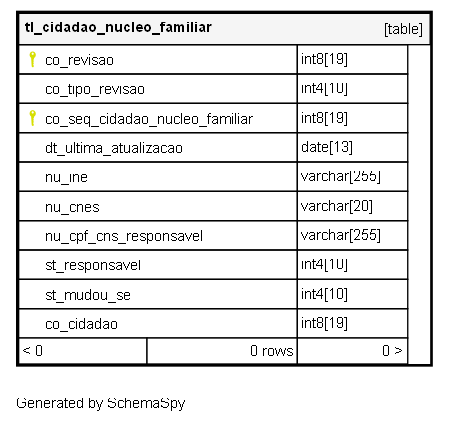 tl_cidadao_nucleo_familiar [table]
co_revisao int8[19]
co_tipo_revisao int4[10]
co_seq_cidadao_nucleo_familiar int8[19]
dt_ultima_atualizacao date[13]
nu_ine varchar[255]
nu_cnes varchar[20]
nu_cpf_cns_responsavel varchar[255]
st_responsavel int4[10]
st_mudou_se int4[10]
co_cidadao int8[19]
< 0 0 rows 0 >
Generated by SchemaSpy